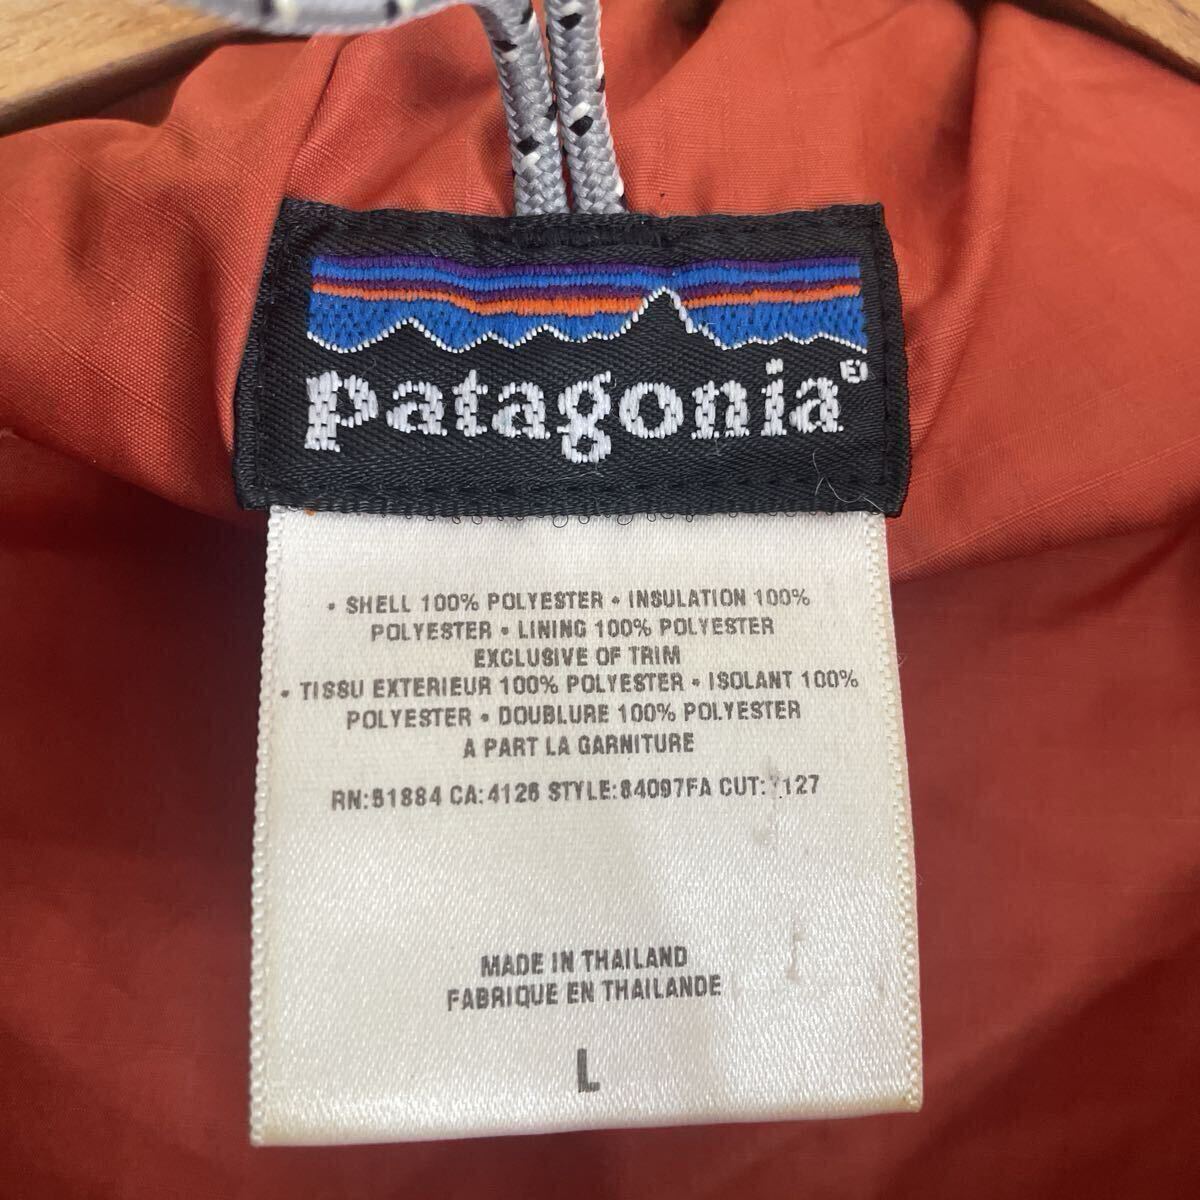 patagonia®
• SHELL 100% POLYESTER • INSULATION 100%
POLYESTER • LINING 100% POLYESTER
EXCLUSIVE OF TRIM
• TISSU EXTERIEUR 100% POLYESTER • ISOLANT 100%
POLYESTER • DOUBLURE 100% POLYESTER
A PART LA GARNITURE
RN:51884 CA:4126 STYLE:84097FA CUT:
MADE IN THAILAND
FABRIQUE EN THAILANDE
L